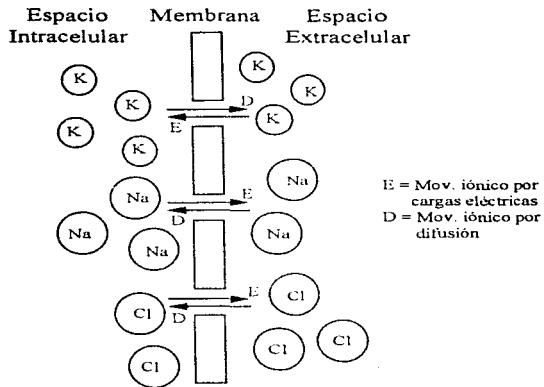 Espacio Intracelular
Membrana
Espacio Extracelular
K
K
K
K
K
K
K
D
E
Na
Na
Na
Na
Na
E
D
Cl
Cl
Cl
Cl
Cl
E
D
E = Mov. iónico por
cargas eléctricas
D = Mov. iónico por
difusión